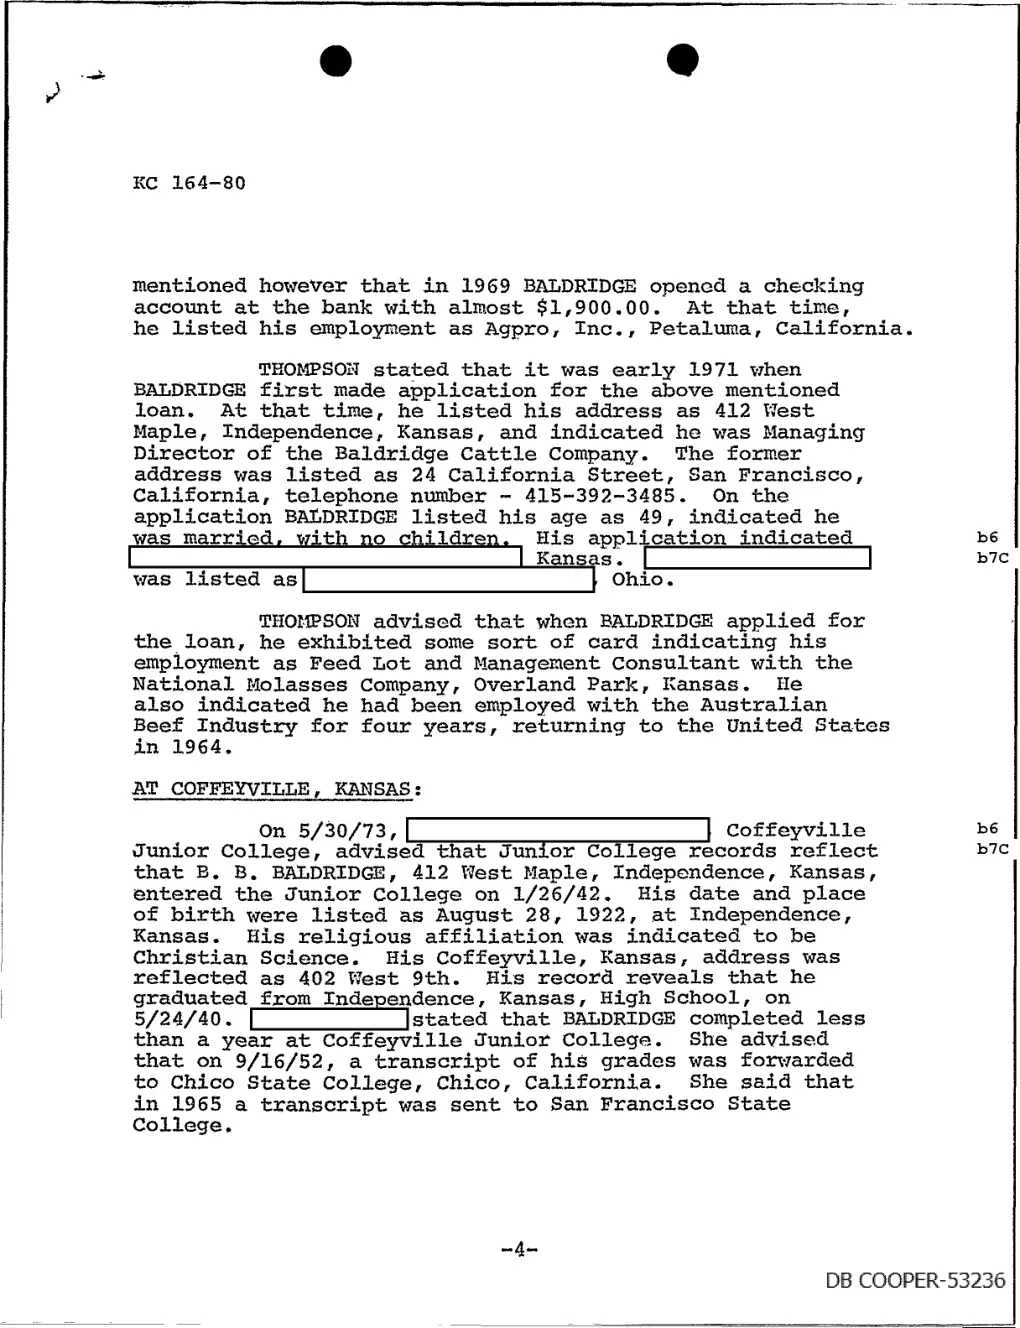 KC 164-80
mentioned however that in 1969 BALDRIDGE opened a checking
account at the bank with almost $1,900.00. At that time,
he listed his employment as Agpro, Inc., Petaluma, California.
THOMPSON stated that it was early 1971 when
BALDRIDGE first made application for the above mentioned
loan. At that time, he listed his address as 412 West
Maple, Independence, Kansas, and indicated he was Managing
Director of the Baldridge Cattle Company. The former
address was listed as 24 California Street, San Francisco,
California, telephone number - 415-392-3485. On the
application BALDRIDGE listed his age as 49, indicated he
was married, with no children. His application indicated b6
Kansas. b7C
was listed as , Ohio.
THOMPSON advised that when BALDRIDGE applied for
the loan, he exhibited some sort of card indicating his
employment as Feed Lot and Management Consultant with the
National Molasses Company, Overland Park, Kansas. He
also indicated he had been employed with the Australian
Beef Industry for four years, returning to the United States
in 1964.
AT COFFEYVILLE, KANSAS:
On 5/30/73, Coffeyville b6
Junior College, advised that Junior College records reflect b7C
that B. B. BALDRIDGE, 412 West Maple, Independence, Kansas,
entered the Junior College on 1/26/42. His date and place
of birth were listed as August 28, 1922, at Independence,
Kansas. His religious affiliation was indicated to be
Christian Science. His Coffeyville, Kansas, address was
reflected as 402 West 9th. His record reveals that he
graduated from Independence, Kansas, High School, on
5/24/40. stated that BALDRIDGE completed less
than a year at Coffeyville Junior College. She advised
that on 9/16/52, a transcript of his grades was forwarded
to Chico State College, Chico, California. She said that
in 1965 a transcript was sent to San Francisco State
College.
-4-
DB COOPER-53236